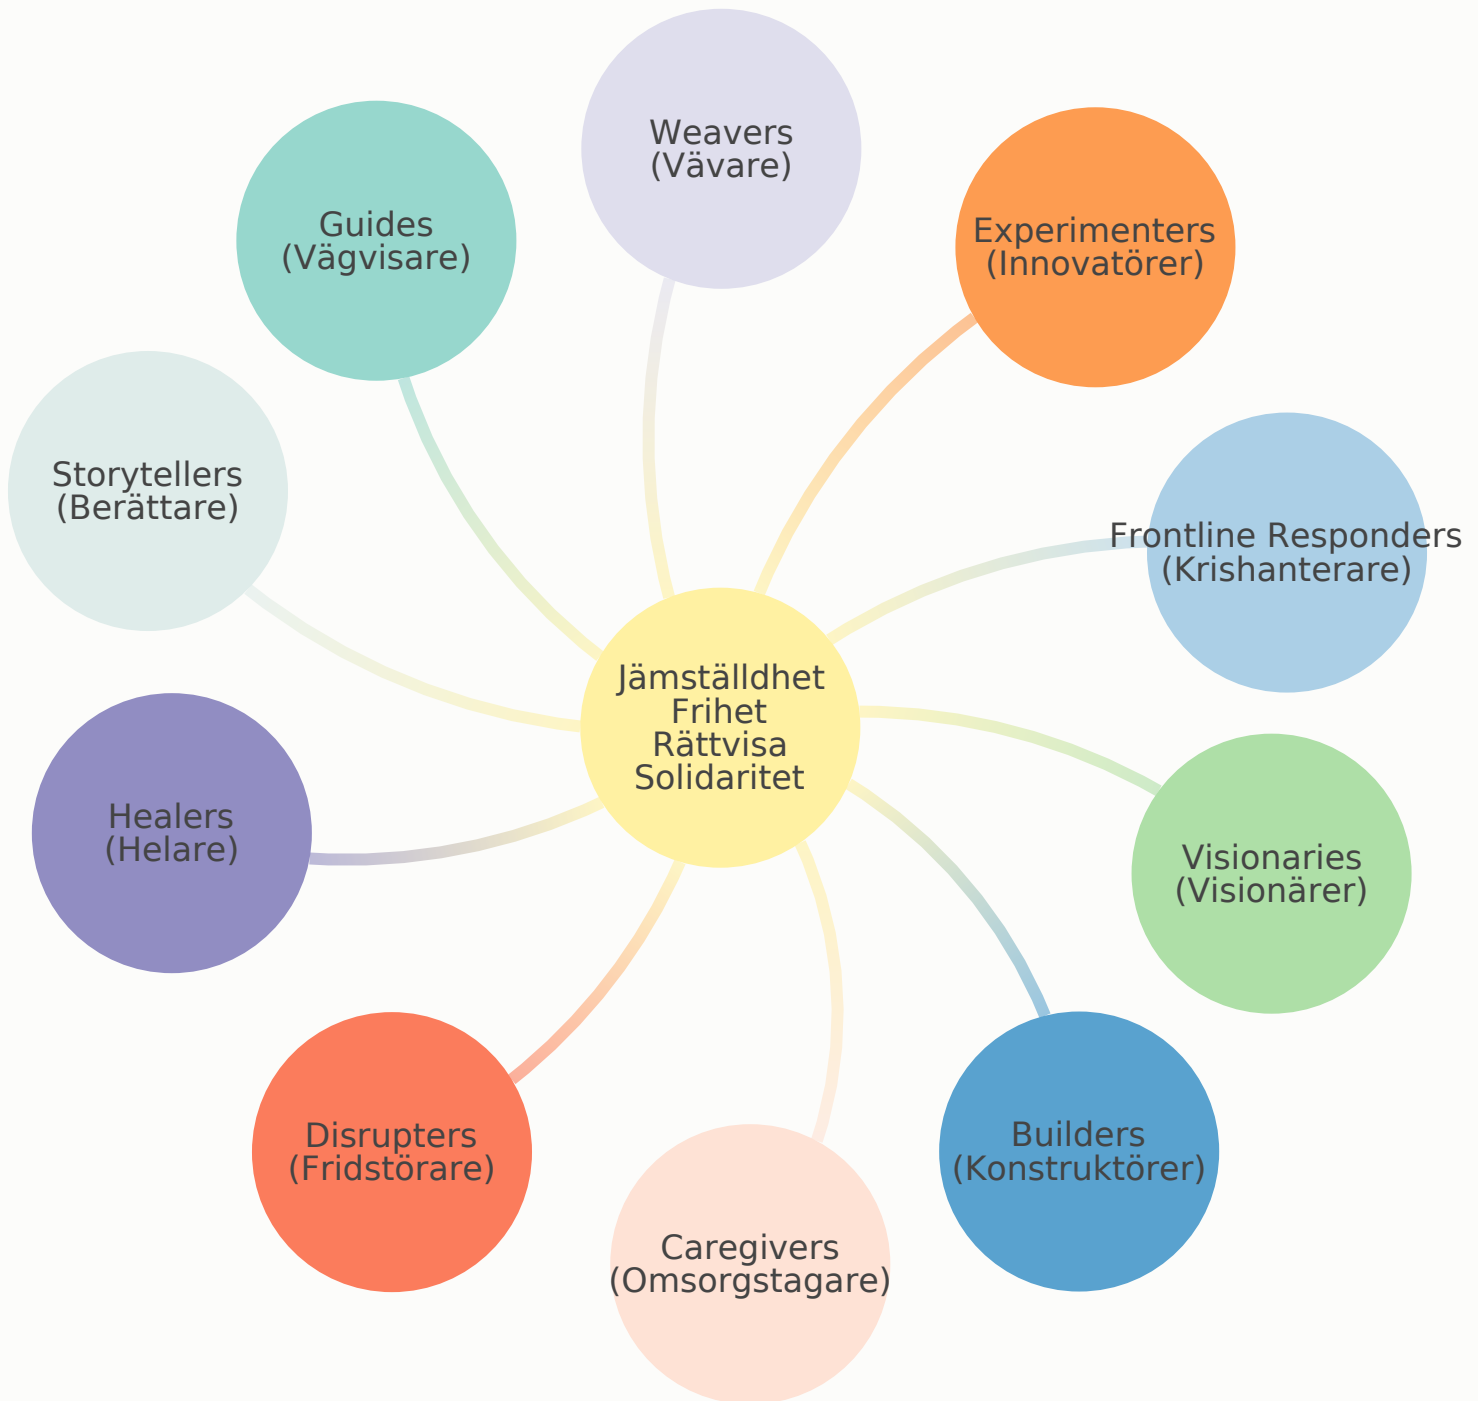 Weavers
(Vävare)
Guides
(Vägvisare)
Experimenters
(Innovatörer)
Storytellers
(Berättare)
Frontline Responders
(Krishanterare)
Jämställdhet
Frihet
Rättvisa
Solidaritet
Healers
(Helare)
Visionaries
(Visionärer)
Disrupters
(Fridstörare)
Builders
(Konstruktörer)
Caregivers
(Omsorgstagare)